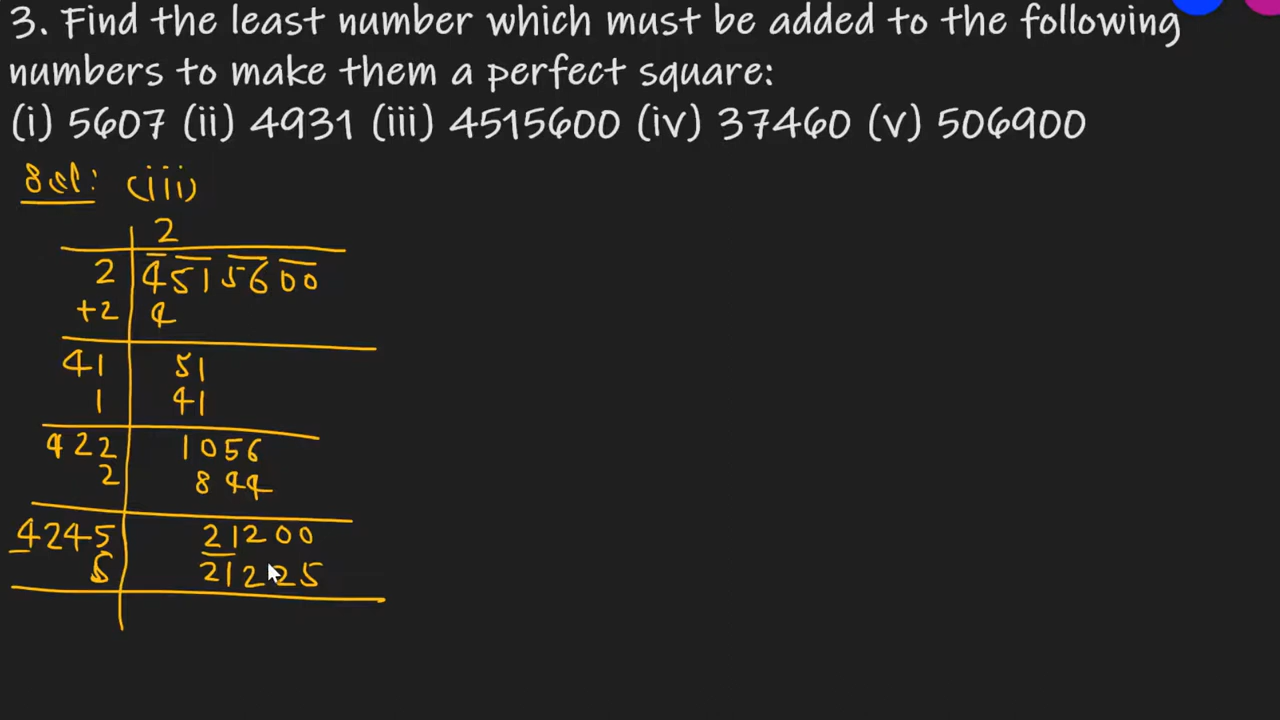 3. Find the least number which must be added to the following
numbers to make them a perfect square:
(i) 5607 (ii) 4931 (iii) 4515600 (iv) 37460 (v) 506900
Sol: (iii)
2
2 4515600
+2 4
41 51
1 41
422 1056
2 844
4245 21200
5 21225